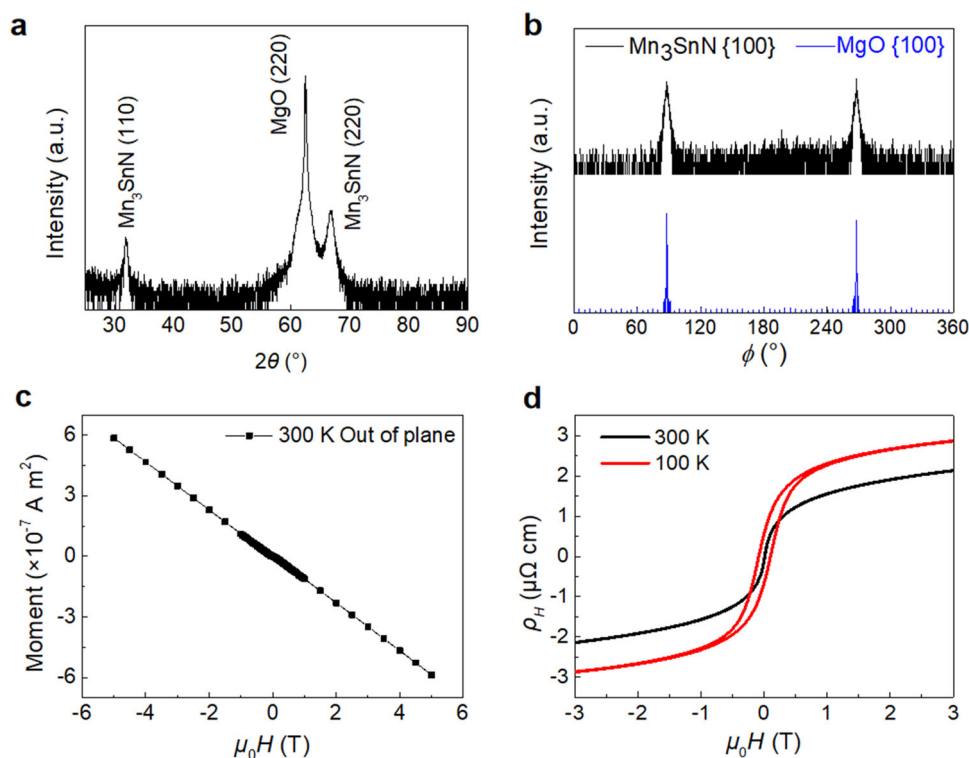 a
Intensity (a.u.)
Mn₃SnN (110)
MgO (220)
Mn₃SnN (220)
30 40 50 60 70 80 90
2θ (°)
b
Intensity (a.u.)
Mn₃SnN {100} MgO {100}
0 60 120 180 240 300 360
ϕ (°)
c
Moment (×10⁻⁷ A m²)
300 K Out of plane
6
3
0
-3
-6
-6 -4 -2 0 2 4 6
μ₀H (T)
d
ρ_H (μΩ cm)
300 K
100 K
3
2
1
0
-1
-2
-3
-3 -2 -1 0 1 2 3
μ₀H (T)